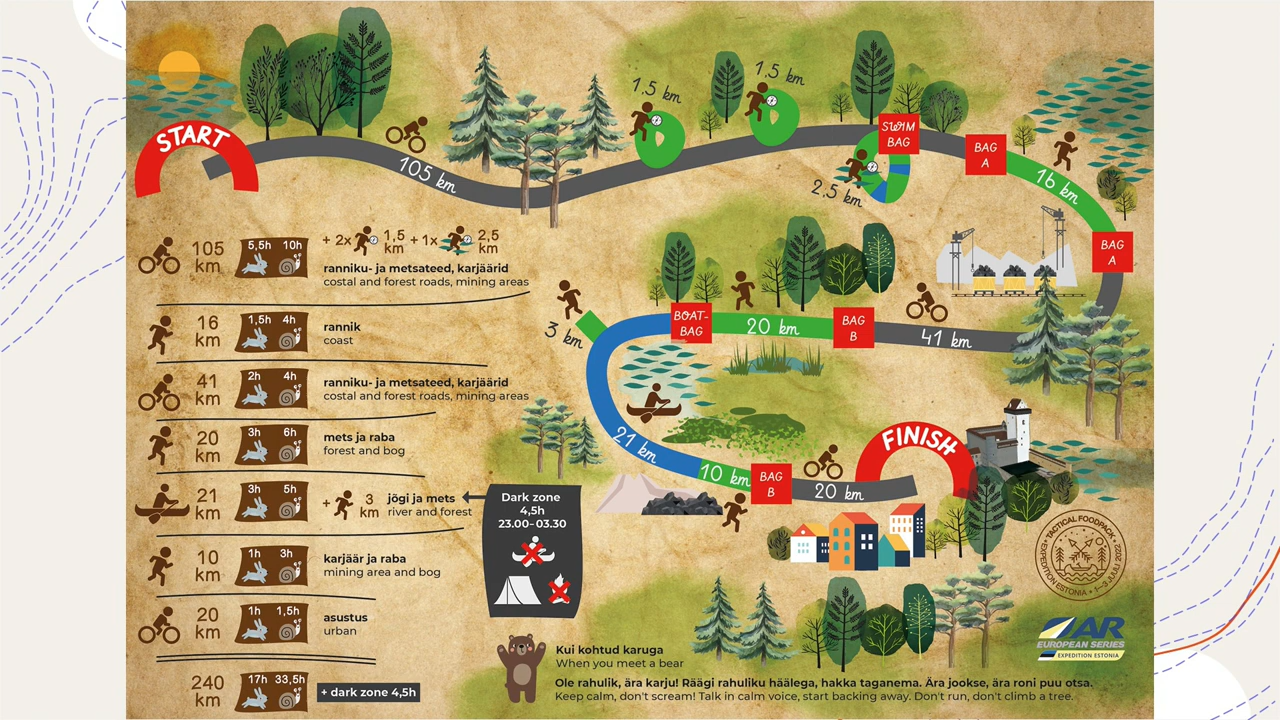 START
105 km
1.5 km
1.5 km
SWIM
BAG
2.5 km
BAG
A
16 km
BAG
A
41 km
BAG
B
20 km
BOAT-
BAG
3 km
21 km
10 km
BAG
B
20 km
FINISH
105
km
5,5h 10h
+ 2x 1,5
km + 1x 2,5
km
ranniku- ja metsateed, karjäärid
costal and forest roads, mining areas
16
km
1,5h 4h
rannik
coast
41
km
2h 4h
ranniku- ja metsateed, karjäärid
costal and forest roads, mining areas
20
km
3h 6h
mets ja raba
forest and bog
21
km
3h 5h
+ 3
km
jõgi ja mets
river and forest
10
km
1h 3h
karjäär ja raba
mining area and bog
20
km
1h 1,5h
asustus
urban
240
km
17h 33,5h
+ dark zone 4,5h
Dark zone
4,5h
23.00-03.30
Kui kohtud karuga
When you meet a bear
Ole rahulik, ära karju! Räägi rahuliku häälega, hakka taganema. Ära jookse, ära roni puu otsa.
Keep calm, don't scream! Talk in calm voice, start backing away. Don't run, don't climb a tree.
TACTICAL FOODPACK
EXPEDITION ESTONIA • 1–3 JUULI 2022
AR
EUROPEAN SERIES
EXPEDITION ESTONIA